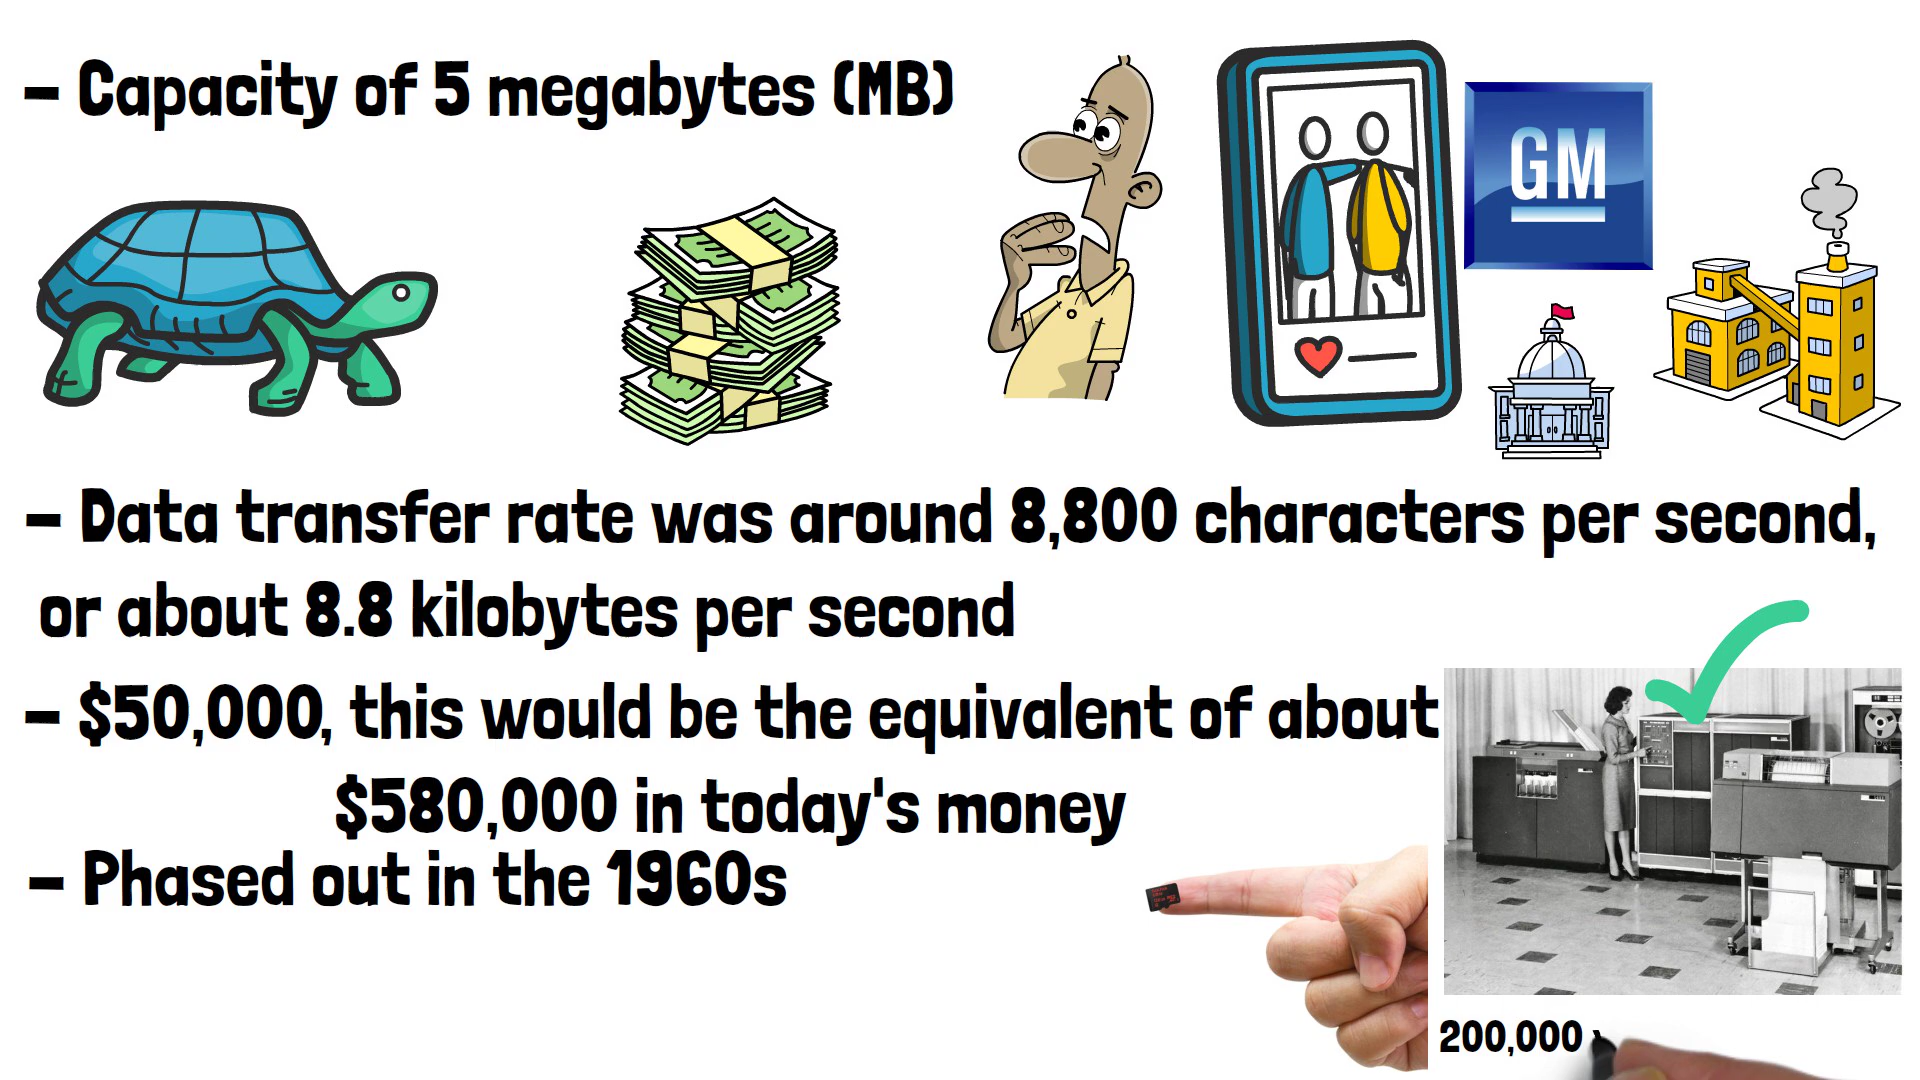 – Capacity of 5 megabytes (MB)
GM
– Data transfer rate was around 8,800 characters per second,
or about 8.8 kilobytes per second
– $50,000, this would be the equivalent of about
$580,000 in today's money
– Phased out in the 1960s
200,000